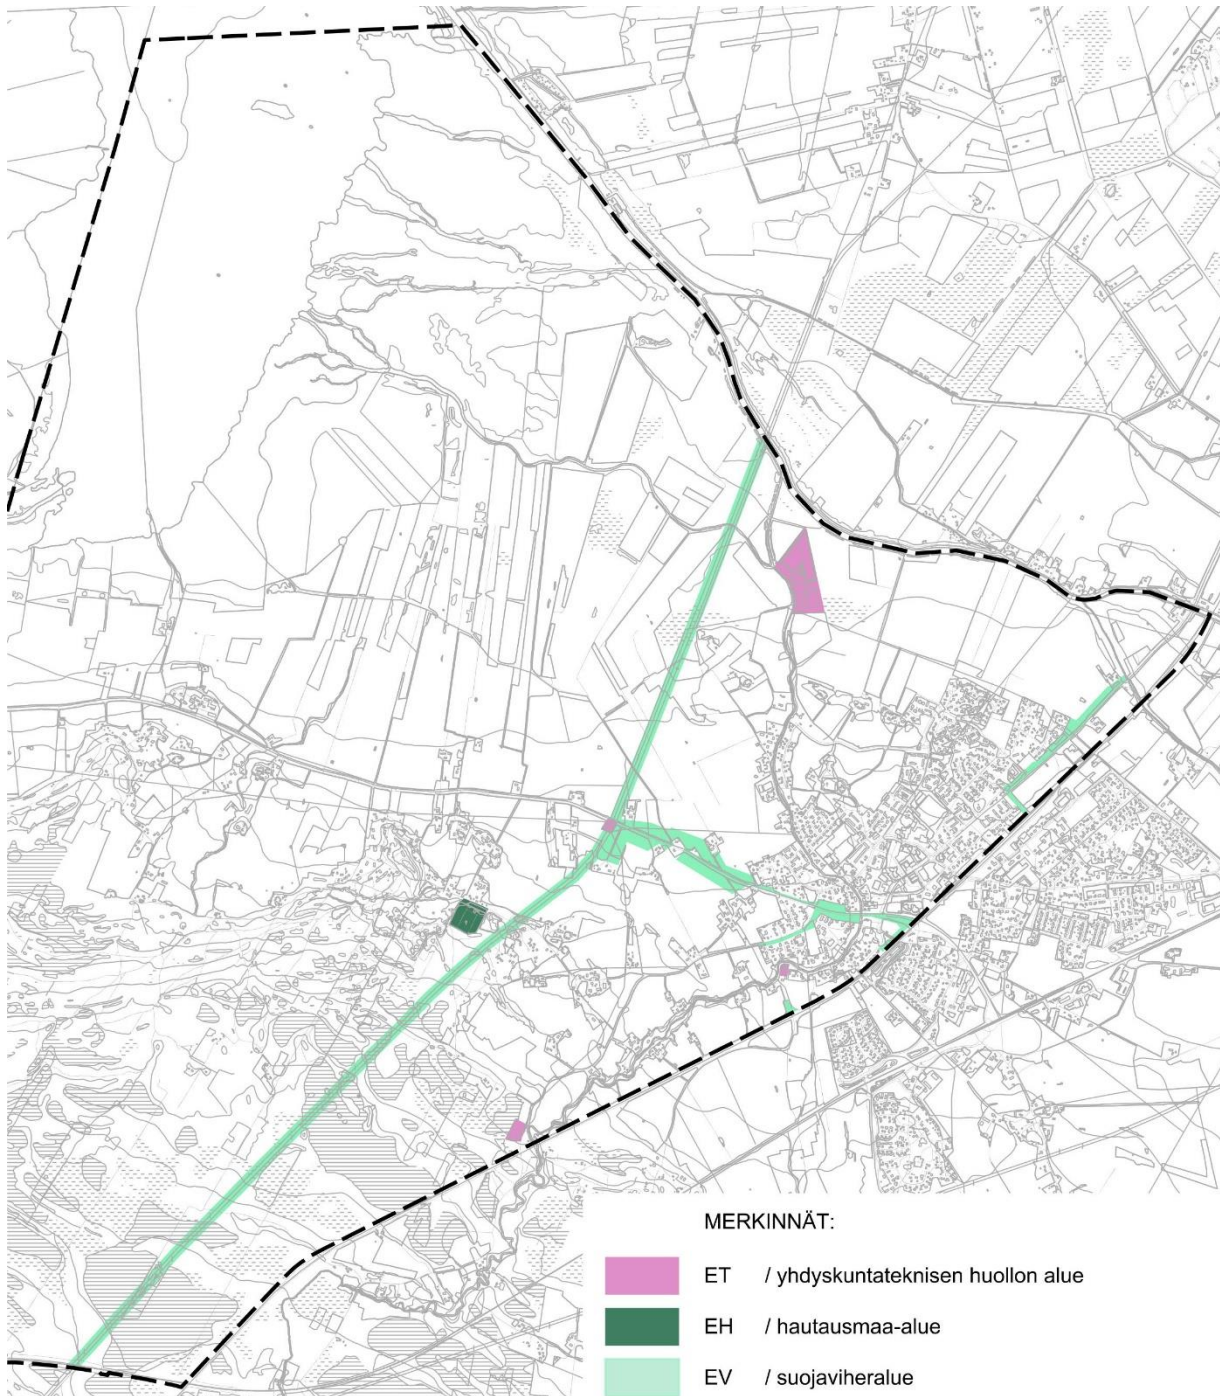 MERKINNÄT:
ET / yhdyskuntateknisen huollon alue
EH / hautausmaa-alue
EV / suojaviheralue